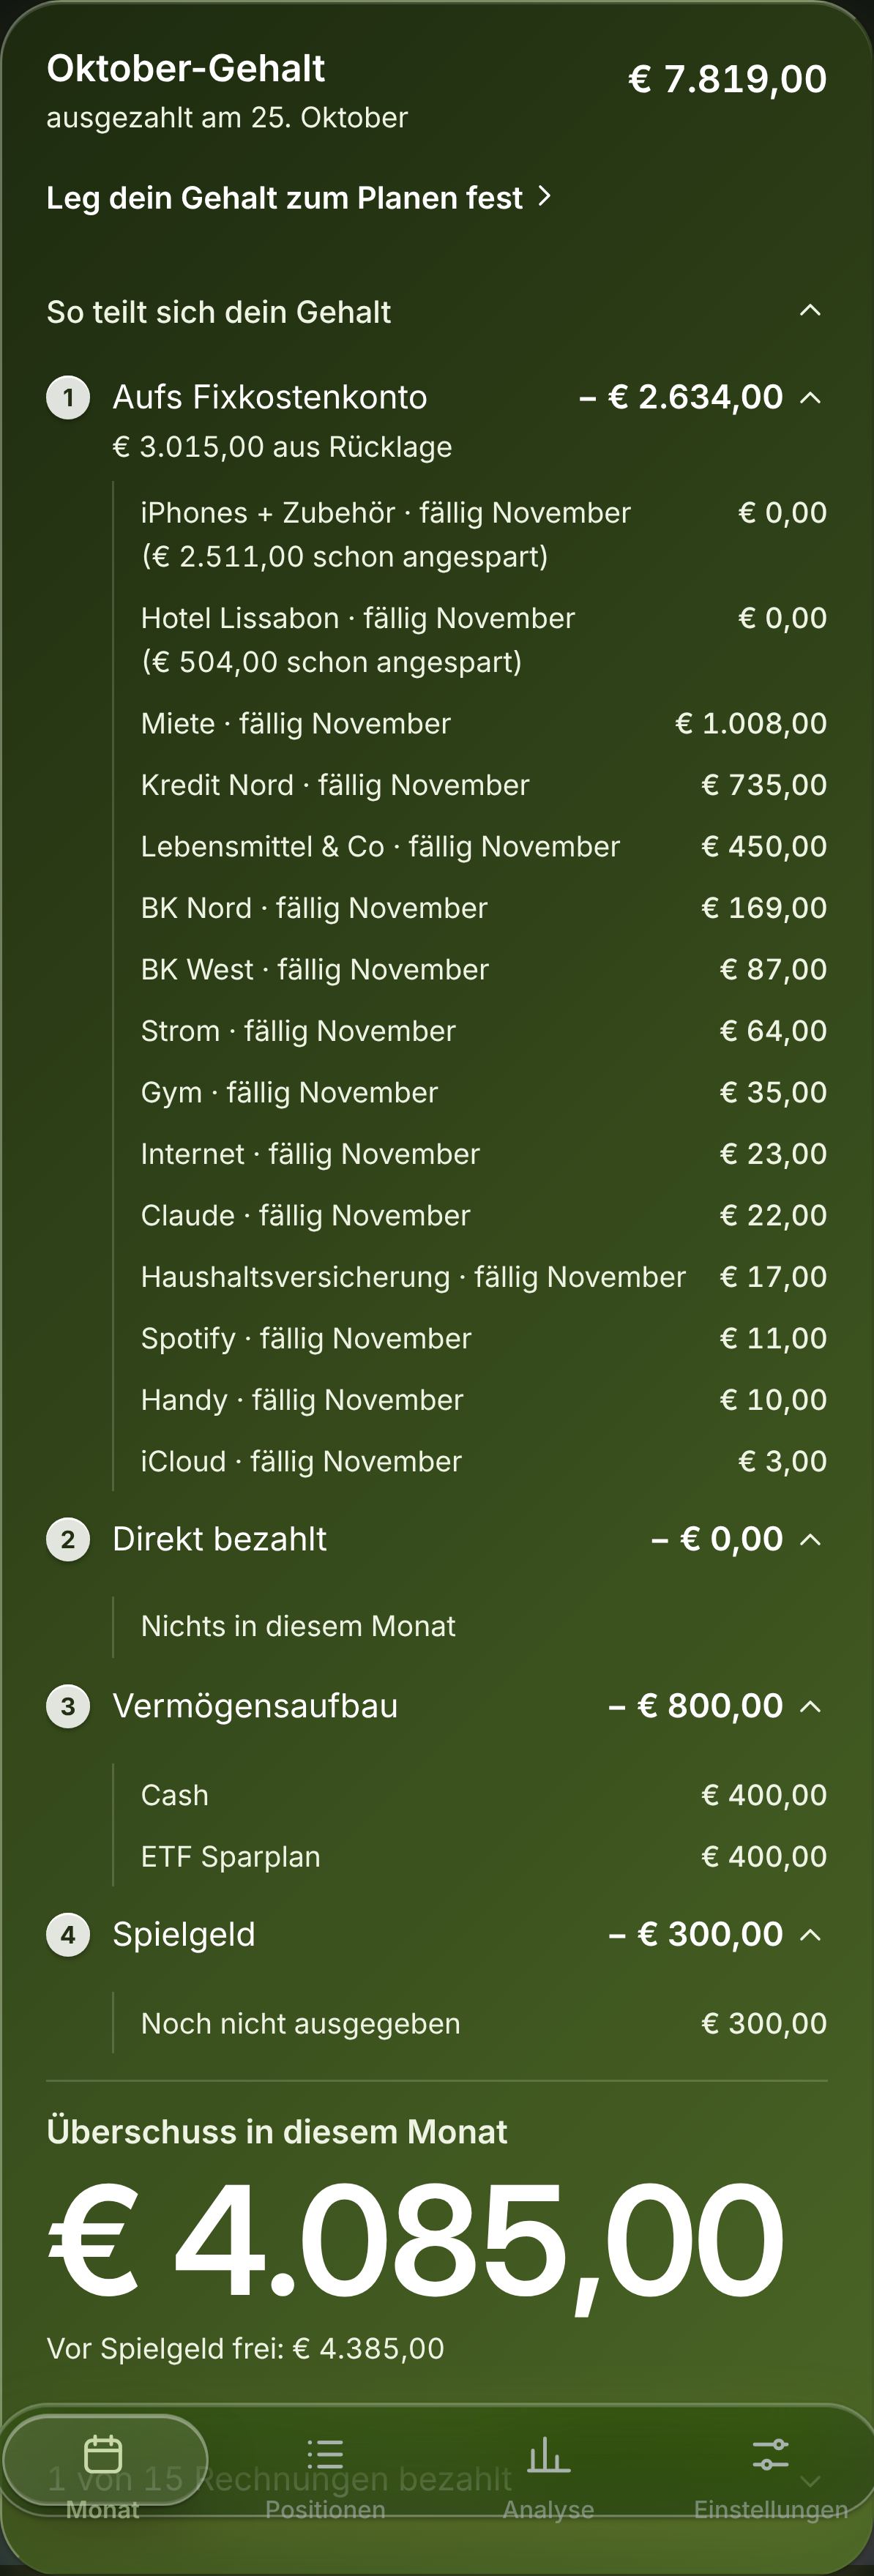 Oktober-Gehalt
€ 7.819,00
ausgezahlt am 25. Oktober
Leg dein Gehalt zum Planen fest
So teilt sich dein Gehalt
1 Aufs Fixkostenkonto – € 2.634,00
€ 3.015,00 aus Rücklage
iPhones + Zubehör · fällig November € 0,00
(€ 2.511,00 schon angespart)
Hotel Lissabon · fällig November € 0,00
(€ 504,00 schon angespart)
Miete · fällig November € 1.008,00
Kredit Nord · fällig November € 735,00
Lebensmittel & Co · fällig November € 450,00
BK Nord · fällig November € 169,00
BK West · fällig November € 87,00
Strom · fällig November € 64,00
Gym · fällig November € 35,00
Internet · fällig November € 23,00
Claude · fällig November € 22,00
Haushaltsversicherung · fällig November € 17,00
Spotify · fällig November € 11,00
Handy · fällig November € 10,00
iCloud · fällig November € 3,00
2 Direkt bezahlt – € 0,00
Nichts in diesem Monat
3 Vermögensaufbau – € 800,00
Cash € 400,00
ETF Sparplan € 400,00
4 Spielgeld – € 300,00
Noch nicht ausgegeben € 300,00
Überschuss in diesem Monat
€ 4.085,00
Vor Spielgeld frei: € 4.385,00
1 von 15 Rechnungen bezahlt
Monat Positionen Analyse Einstellungen